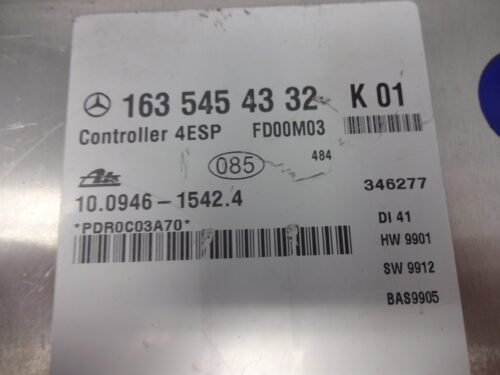 163 545 43 32 K 01
Controller 4ESP FD00M03
085 484
Ate 346277
10.0946-1542.4
*PDR0C03A70* DI 41
HW 9901
SW 9912
BAS9905